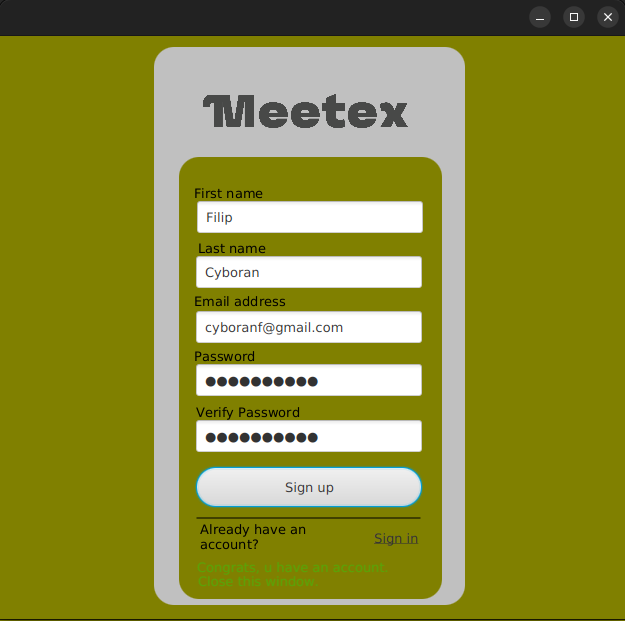 Meetex
First name
Filip
Last name
Cyboran
Email address
cyboranf@gmail.com
Password
●●●●●●●●●●
Verify Password
●●●●●●●●●●
Sign up
Already have an
account?
Sign in
Congrats, u have an account.
Close this window.